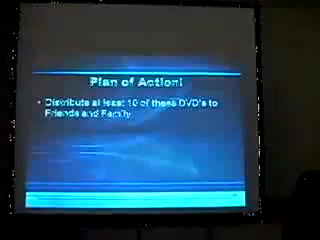 Plan of Action!
• Distribute at least 10 of these DVD's to
Friends and Family.